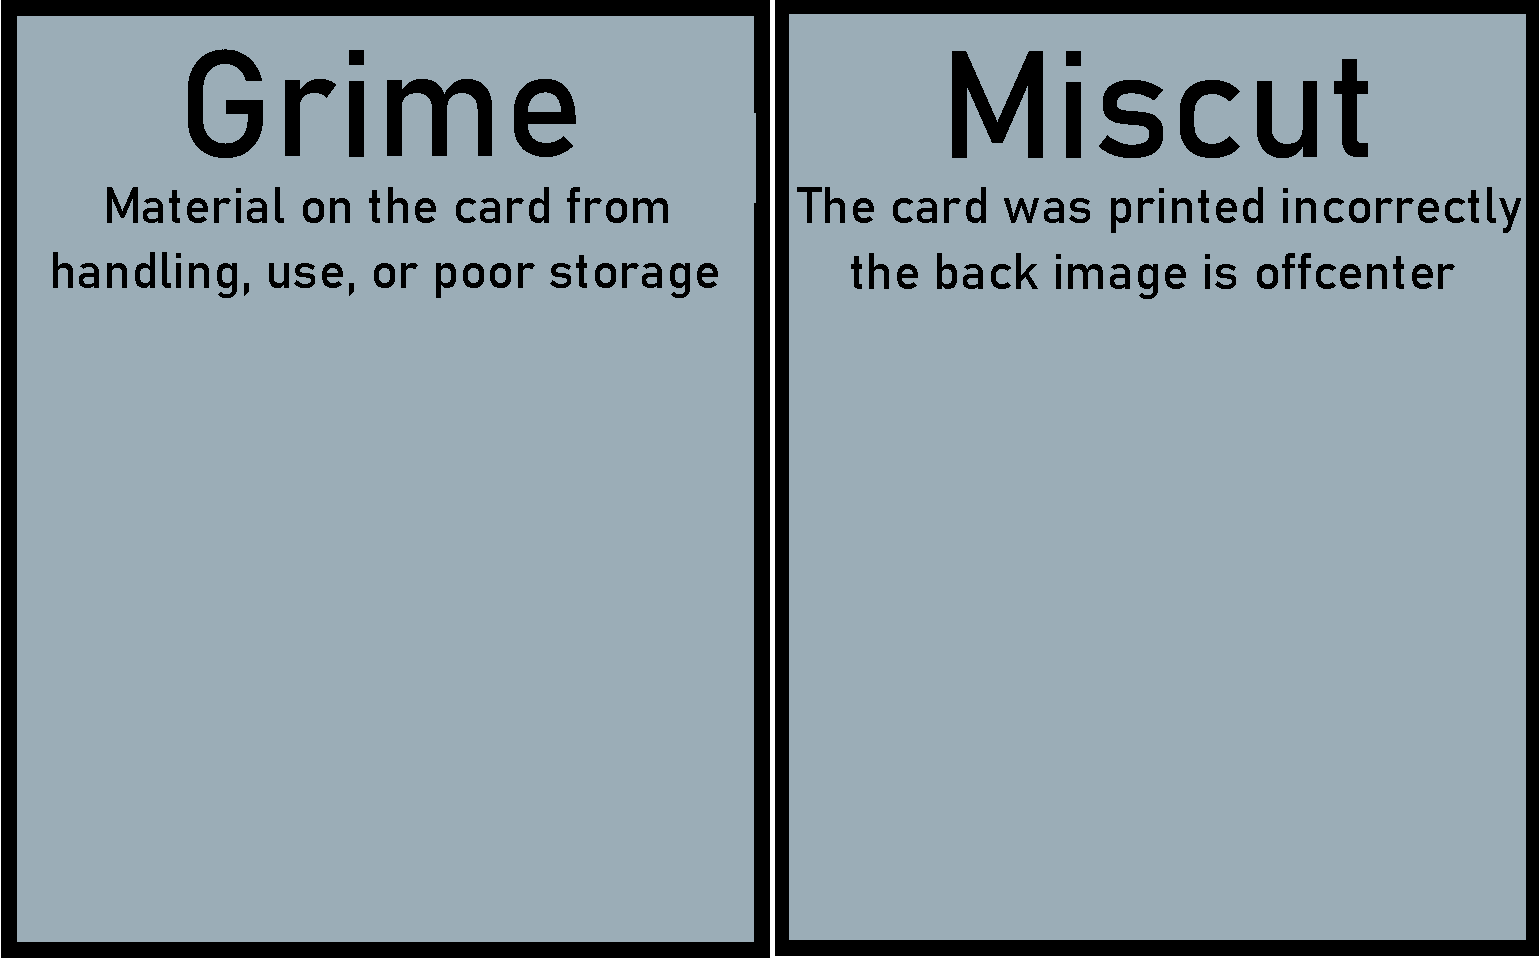 Grime
Material on the card from
handling, use, or poor storage
Miscut
The card was printed incorrectly
the back image is offcenter